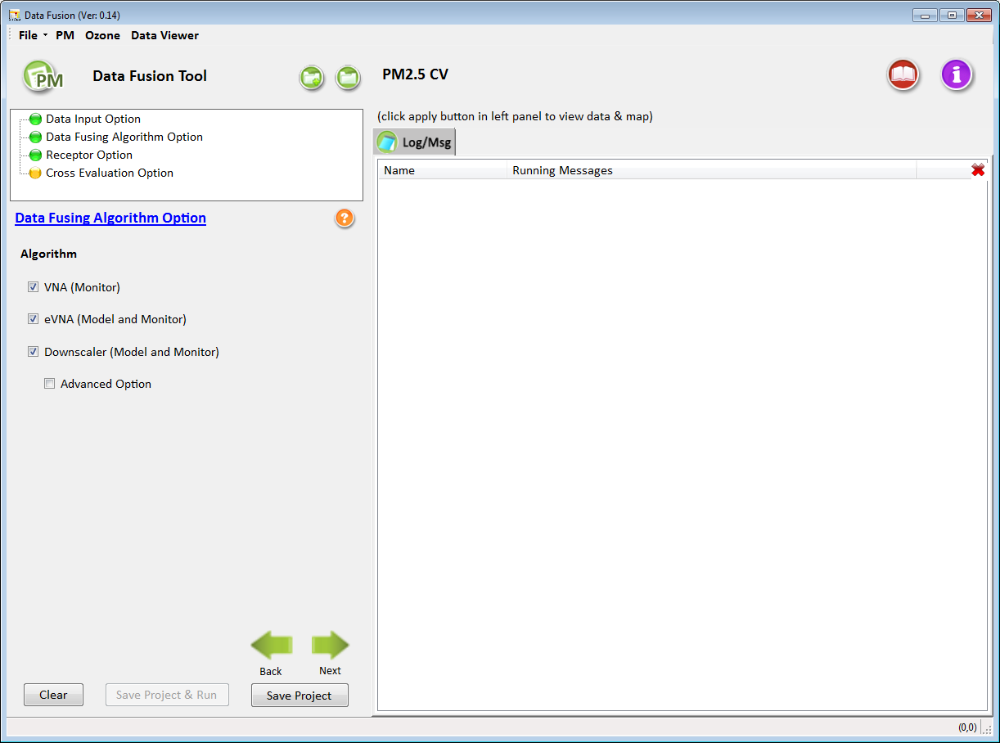 Data Fusion (Ver: 0.14)
File PM Ozone Data Viewer
PM
Data Fusion Tool
PM2.5 CV
Data Input Option
Data Fusing Algorithm Option
Receptor Option
Cross Evaluation Option
(click apply button in left panel to view data & map)
Log/Msg
Name Running Messages
Data Fusing Algorithm Option
?
Algorithm
VNA (Monitor)
eVNA (Model and Monitor)
Downscaler (Model and Monitor)
Advanced Option
Back Next
Clear Save Project & Run Save Project
(0,0)